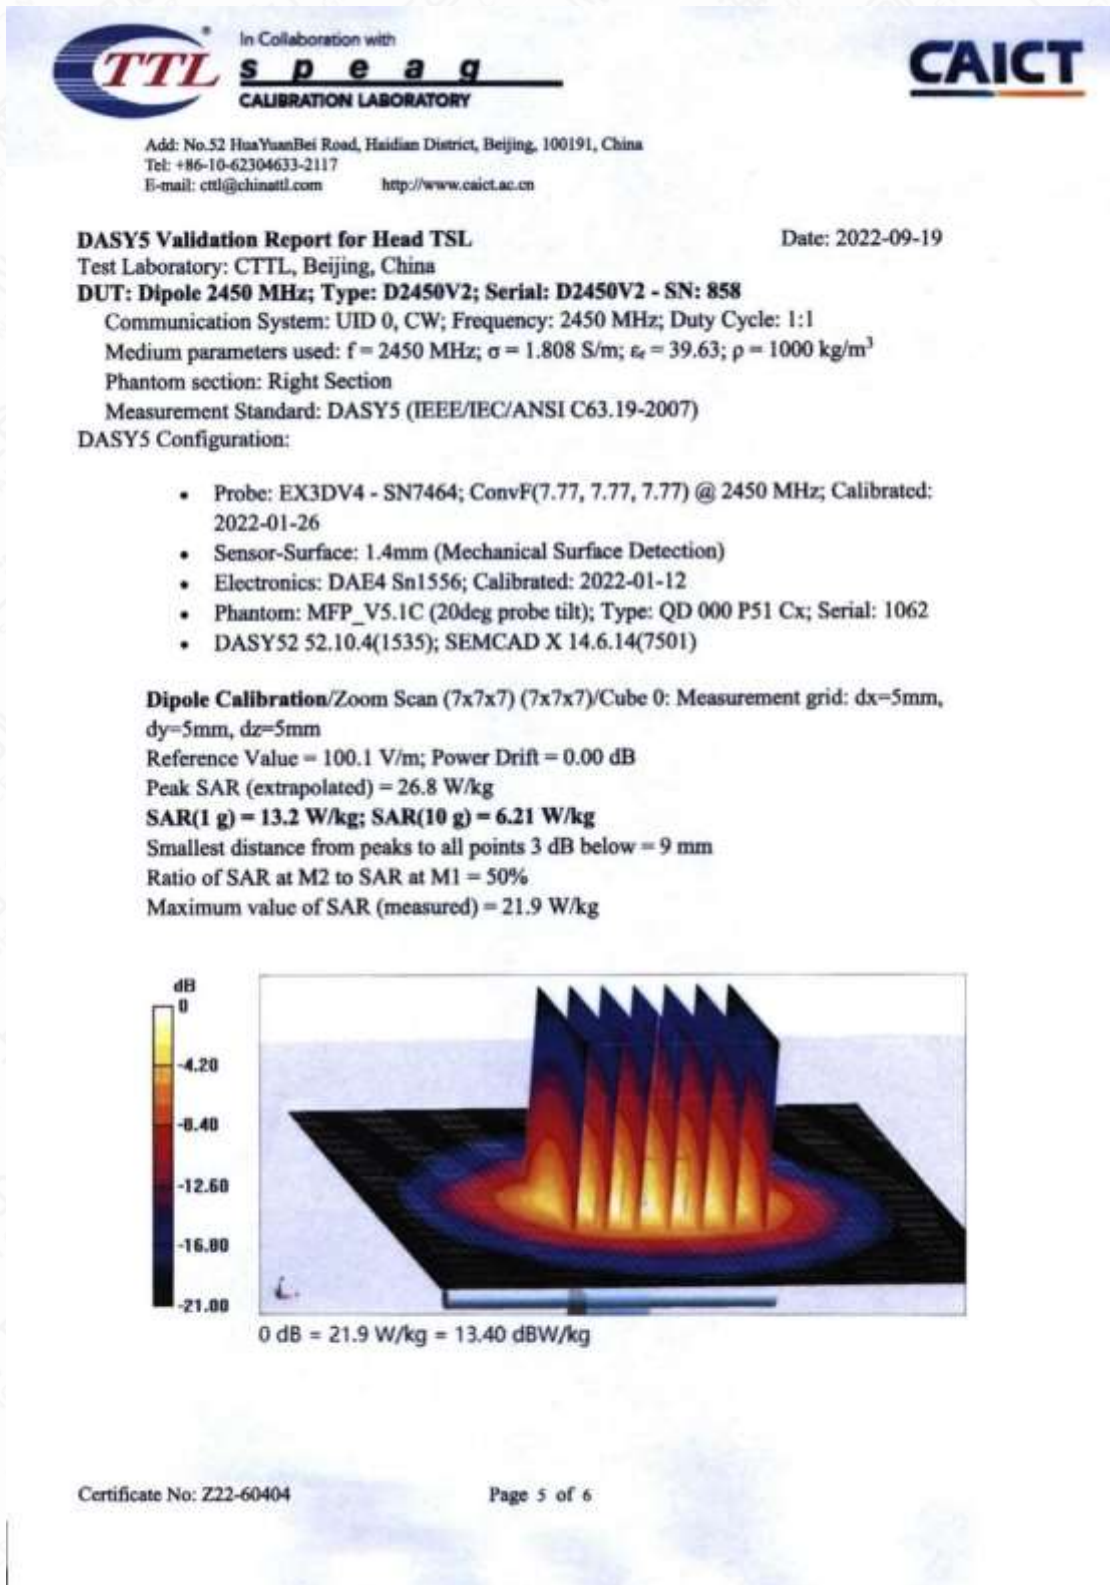 TTL®
In Collaboration with
speag
CALIBRATION LABORATORY
CAICT
Add: No.52 HuaYuanBei Road, Haidian District, Beijing, 100191, China
Tel: +86-10-62304633-2117
E-mail: cttl@chinattl.com http://www.caict.ac.cn
DASY5 Validation Report for Head TSL Date: 2022-09-19
Test Laboratory: CTTL, Beijing, China
DUT: Dipole 2450 MHz; Type: D2450V2; Serial: D2450V2 - SN: 858
Communication System: UID 0, CW; Frequency: 2450 MHz; Duty Cycle: 1:1
Medium parameters used: f = 2450 MHz; σ = 1.808 S/m; εr = 39.63; ρ = 1000 kg/m³
Phantom section: Right Section
Measurement Standard: DASY5 (IEEE/IEC/ANSI C63.19-2007)
DASY5 Configuration:
• Probe: EX3DV4 - SN7464; ConvF(7.77, 7.77, 7.77) @ 2450 MHz; Calibrated:
2022-01-26
• Sensor-Surface: 1.4mm (Mechanical Surface Detection)
• Electronics: DAE4 Sn1556; Calibrated: 2022-01-12
• Phantom: MFP_V5.1C (20deg probe tilt); Type: QD 000 P51 Cx; Serial: 1062
• DASY52 52.10.4(1535); SEMCAD X 14.6.14(7501)
Dipole Calibration/Zoom Scan (7x7x7) (7x7x7)/Cube 0: Measurement grid: dx=5mm,
dy=5mm, dz=5mm
Reference Value = 100.1 V/m; Power Drift = 0.00 dB
Peak SAR (extrapolated) = 26.8 W/kg
SAR(1 g) = 13.2 W/kg; SAR(10 g) = 6.21 W/kg
Smallest distance from peaks to all points 3 dB below = 9 mm
Ratio of SAR at M2 to SAR at M1 = 50%
Maximum value of SAR (measured) = 21.9 W/kg
dB
0
-4.20
-8.40
-12.60
-16.80
-21.00
0 dB = 21.9 W/kg = 13.40 dBW/kg
Certificate No: Z22-60404 Page 5 of 6